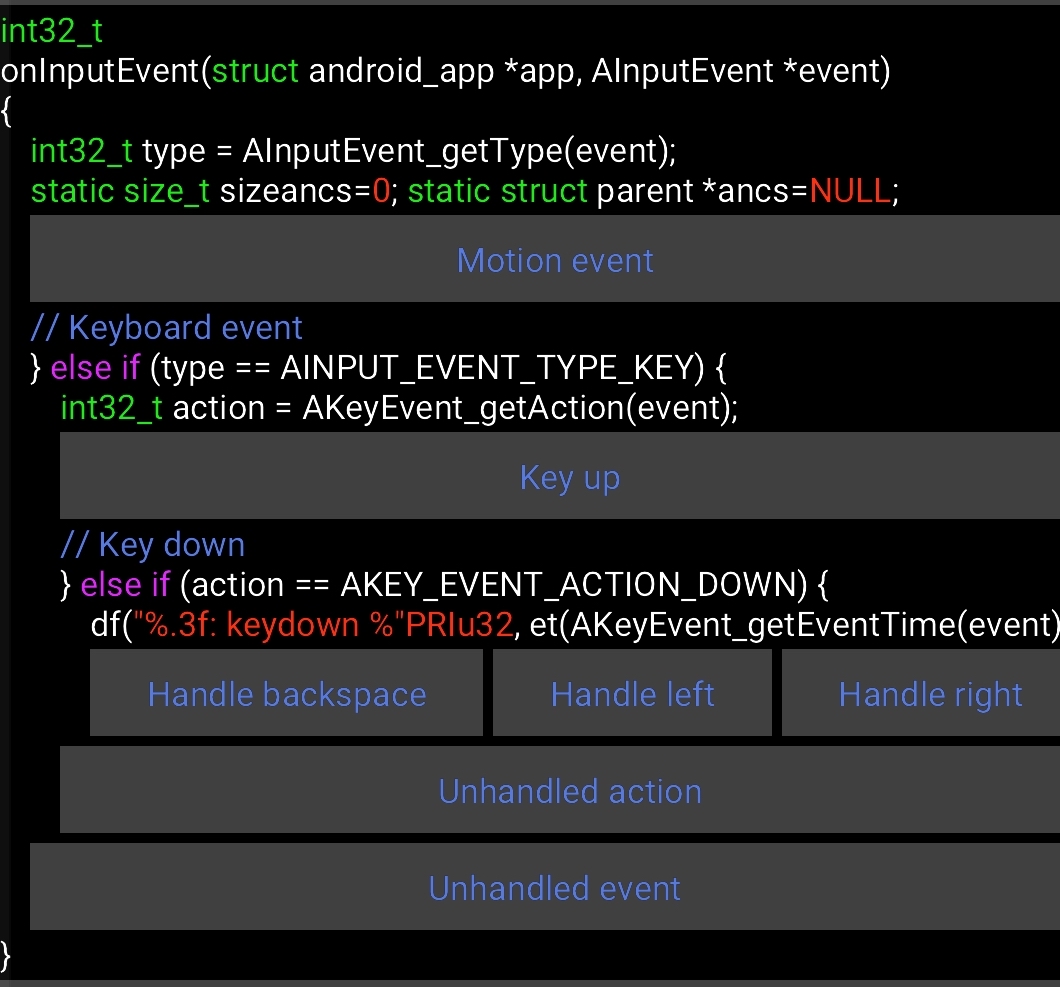 int32_t
onInputEvent(struct android_app *app, AInputEvent *event)
{
int32_t type = AInputEvent_getType(event);
static size_t sizeancs=0; static struct parent *ancs=NULL;
Motion event
// Keyboard event
} else if (type == AINPUT_EVENT_TYPE_KEY) {
int32_t action = AKeyEvent_getAction(event);
Key up
// Key down
} else if (action == AKEY_EVENT_ACTION_DOWN) {
df("%.3f: keydown %"PRIu32, et(AKeyEvent_getEventTime(event)
Handle backspace Handle left Handle right
Unhandled action
Unhandled event
}